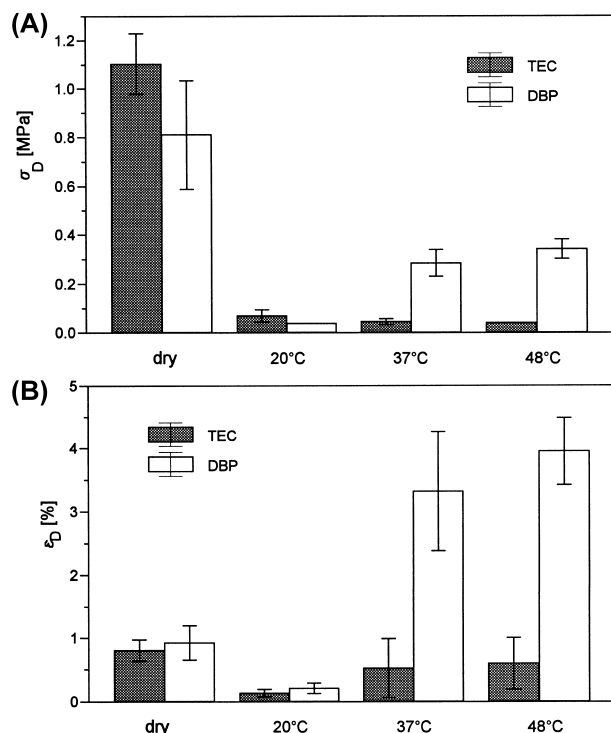 (A)
1.2
1.0
0.8
0.6
0.4
0.2
0.0
σD [MPa]
TEC
DBP
dry 20°C 37°C 48°C
(B)
5
4
3
2
1
0
εD [%]
TEC
DBP
dry 20°C 37°C 48°C